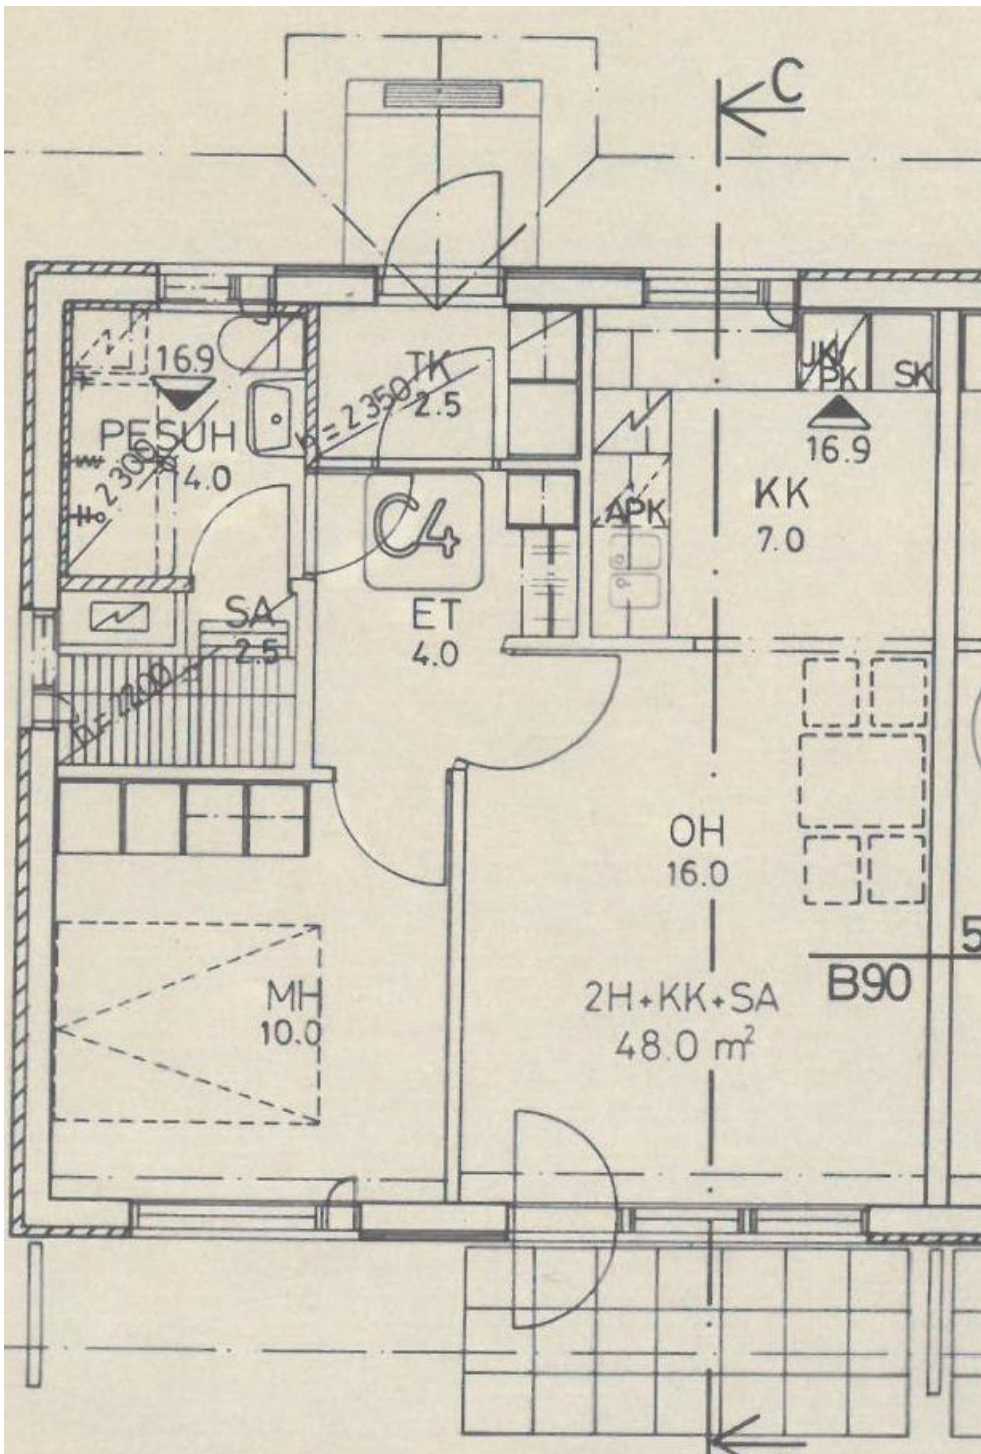 C
16.9
TK
2.5
h = 2350
JK/
PK
SK
PESUH
4.0
h = 2300
16.9
KK
7.0
C4
APK
SA
2.5
ET
4.0
h = 2200
OH
16.0
5
B90
MH
10.0
2H+KK+SA
48.0 m²